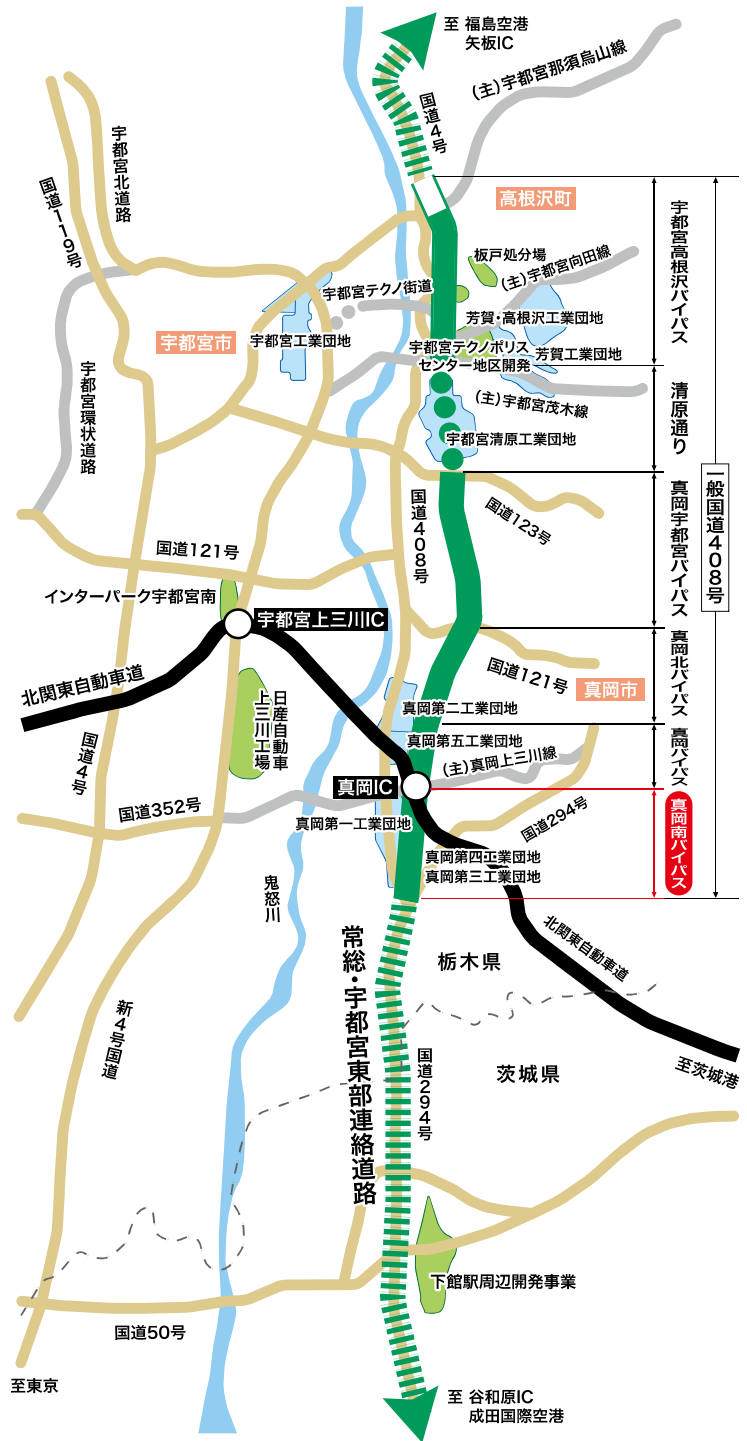 至 福島空港
矢板IC
(主)宇都宮那須烏山線
国道4号
宇都宮北道路
国道119号
高根沢町
宇都宮高根沢バイパス
板戸処分場
(主)宇都宮向田線
宇都宮テクノ街道
芳賀・高根沢工業団地
宇都宮市
宇都宮工業団地
宇都宮テクノポリス
センター地区開発
芳賀工業団地
宇都宮環状道路
(主)宇都宮茂木線
清原通り
宇都宮清原工業団地
一般国道408号
国道408号
国道123号
真岡宇都宮バイパス
国道121号
インターパーク宇都宮南
宇都宮上三川IC
北関東自動車道
国道121号
真岡市
真岡北バイパス
日産自動車
上三川工場
真岡第二工業団地
真岡第五工業団地
(主)真岡上三川線
真岡バイパス
国道4号
真岡IC
国道352号
真岡第一工業団地
国道294号
真岡南バイパス
真岡第四工業団地
真岡第三工業団地
鬼怒川
常総・宇都宮東部連絡道路
栃木県
北関東自動車道
新4号国道
国道294号
茨城県
至茨城港
下館駅周辺開発事業
国道50号
至東京
至 谷和原IC
成田国際空港